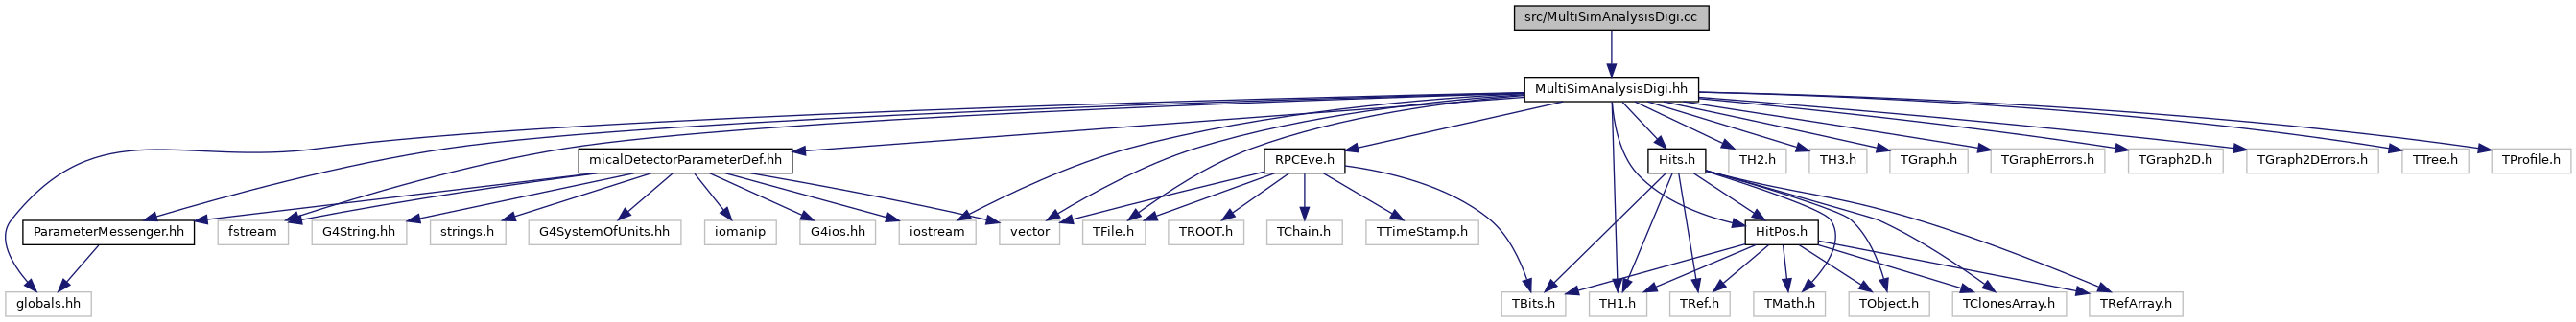 src/MultiSimAnalysisDigi.cc
MultiSimAnalysisDigi.hh
micalDetectorParameterDef.hh
RPCEve.h
Hits.h
TH2.h
TH3.h
TGraph.h
TGraphErrors.h
TGraph2D.h
TGraph2DErrors.h
TTree.h
TProfile.h
ParameterMessenger.hh
fstream
G4String.hh
strings.h
G4SystemOfUnits.hh
iomanip
G4ios.hh
iostream
vector
TFile.h
TROOT.h
TChain.h
TTimeStamp.h
HitPos.h
globals.hh
TBits.h
TH1.h
TRef.h
TMath.h
TObject.h
TClonesArray.h
TRefArray.h